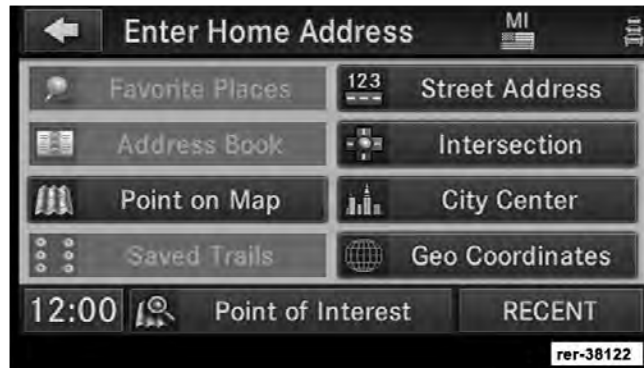 Enter Home Address MI
Favorite Places 123 Street Address
Address Book Intersection
Point on Map City Center
Saved Trails Geo Coordinates
12:00 Point of Interest RECENT
rer-38122